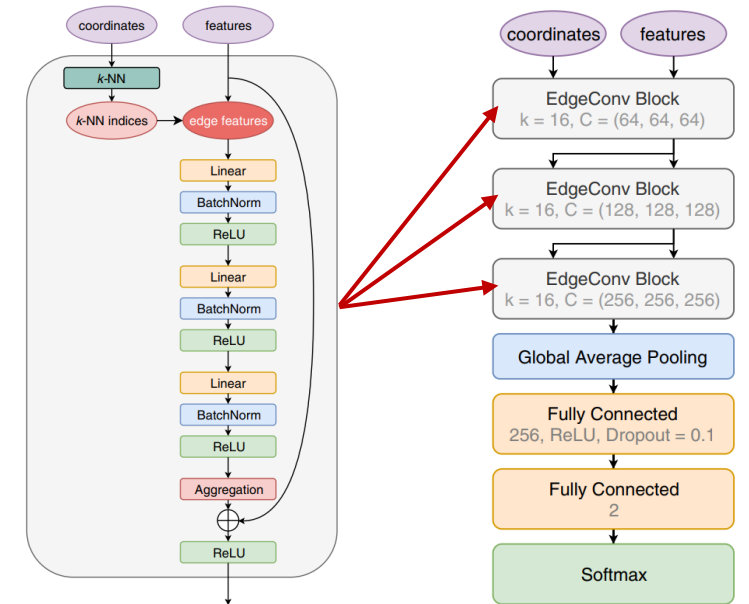 coordinates
features
k-NN
k-NN indices
edge features
Linear
BatchNorm
ReLU
Linear
BatchNorm
ReLU
Linear
BatchNorm
ReLU
Aggregation
ReLU
coordinates
features
EdgeConv Block
k = 16, C = (64, 64, 64)
EdgeConv Block
k = 16, C = (128, 128, 128)
EdgeConv Block
k = 16, C = (256, 256, 256)
Global Average Pooling
Fully Connected
256, ReLU, Dropout = 0.1
Fully Connected
2
Softmax